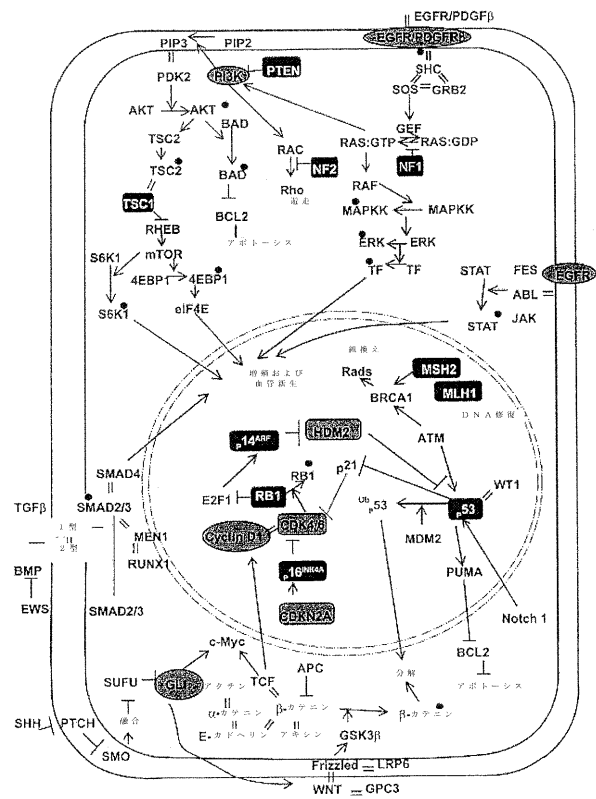 EGFR/PDGFβ
EGFR/PDGFR
PIP3
PIP2
PTEN
PI3K
SHC
SOS
GRB2
PDK2
AKT
AKT
BAD
GEF
RAS:GTP
RAS:GDP
TSC2
RAC
NF2
NF1
TSC2
BAD
Rho
遊走
RAF
TSC1
MAPKK
MAPKK
RHEB
BCL2
アポトーシス
ERK
ERK
S6K1
mTOR
4EBP1
4EBP1
TF
TF
STAT
FES
EGFR
ABL
eIF4E
S6K1
STAT
JAK
組換え
増殖および
血管新生
Rads
MSH2
MLH1
BRCA1
DNA修復
p14ARF
HDM2
ATM
p21
SMAD4
RB1
WT1
E2F1
RB1
Ub
p53
p53
TGFβ
SMAD2/3
1型
2型
Cyclin D1
CDK4/6
MDM2
MEN1
RUNX1
p16INK4A
PUMA
BMP
EWS
SMAD2/3
CDKN2A
Notch 1
c-Myc
BCL2
APC
分解
アポトーシス
SUFU
GLI
アクチン
TCF
α-カテニン
β-カテニン
β-カテニン
SHH
PTCH
融合
E-カドヘリン
アキシン
GSK3β
SMO
Frizzled
LRP6
WNT
GPC3